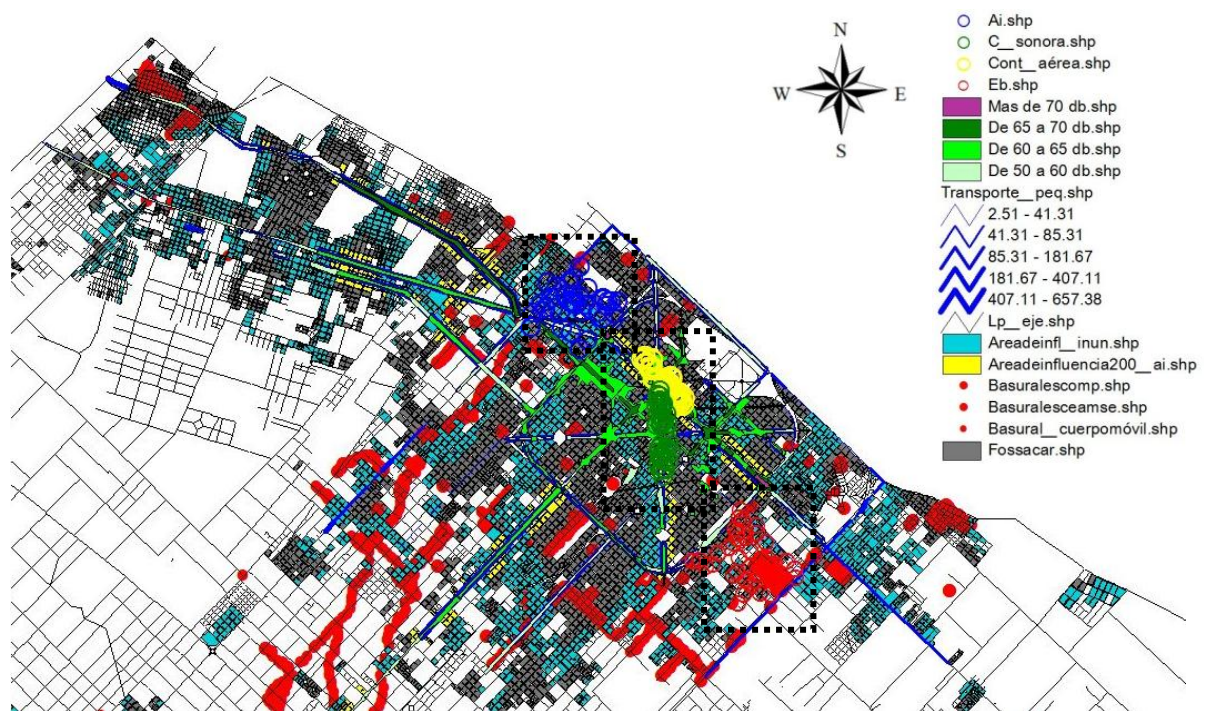 N
W E
S
Ai.shp
C__sonora.shp
Cont__aérea.shp
Eb.shp
Mas de 70 db.shp
De 65 a 70 db.shp
De 60 a 65 db.shp
De 50 a 60 db.shp
Transporte__peq.shp
2.51 - 41.31
41.31 - 85.31
85.31 - 181.67
181.67 - 407.11
407.11 - 657.38
Lp__eje.shp
Areadeinfl__inun.shp
Areadeinfluencia200__ai.shp
Basuralescomp.shp
Basuralesceamse.shp
Basural__cuerpomóvil.shp
Fossacar.shp